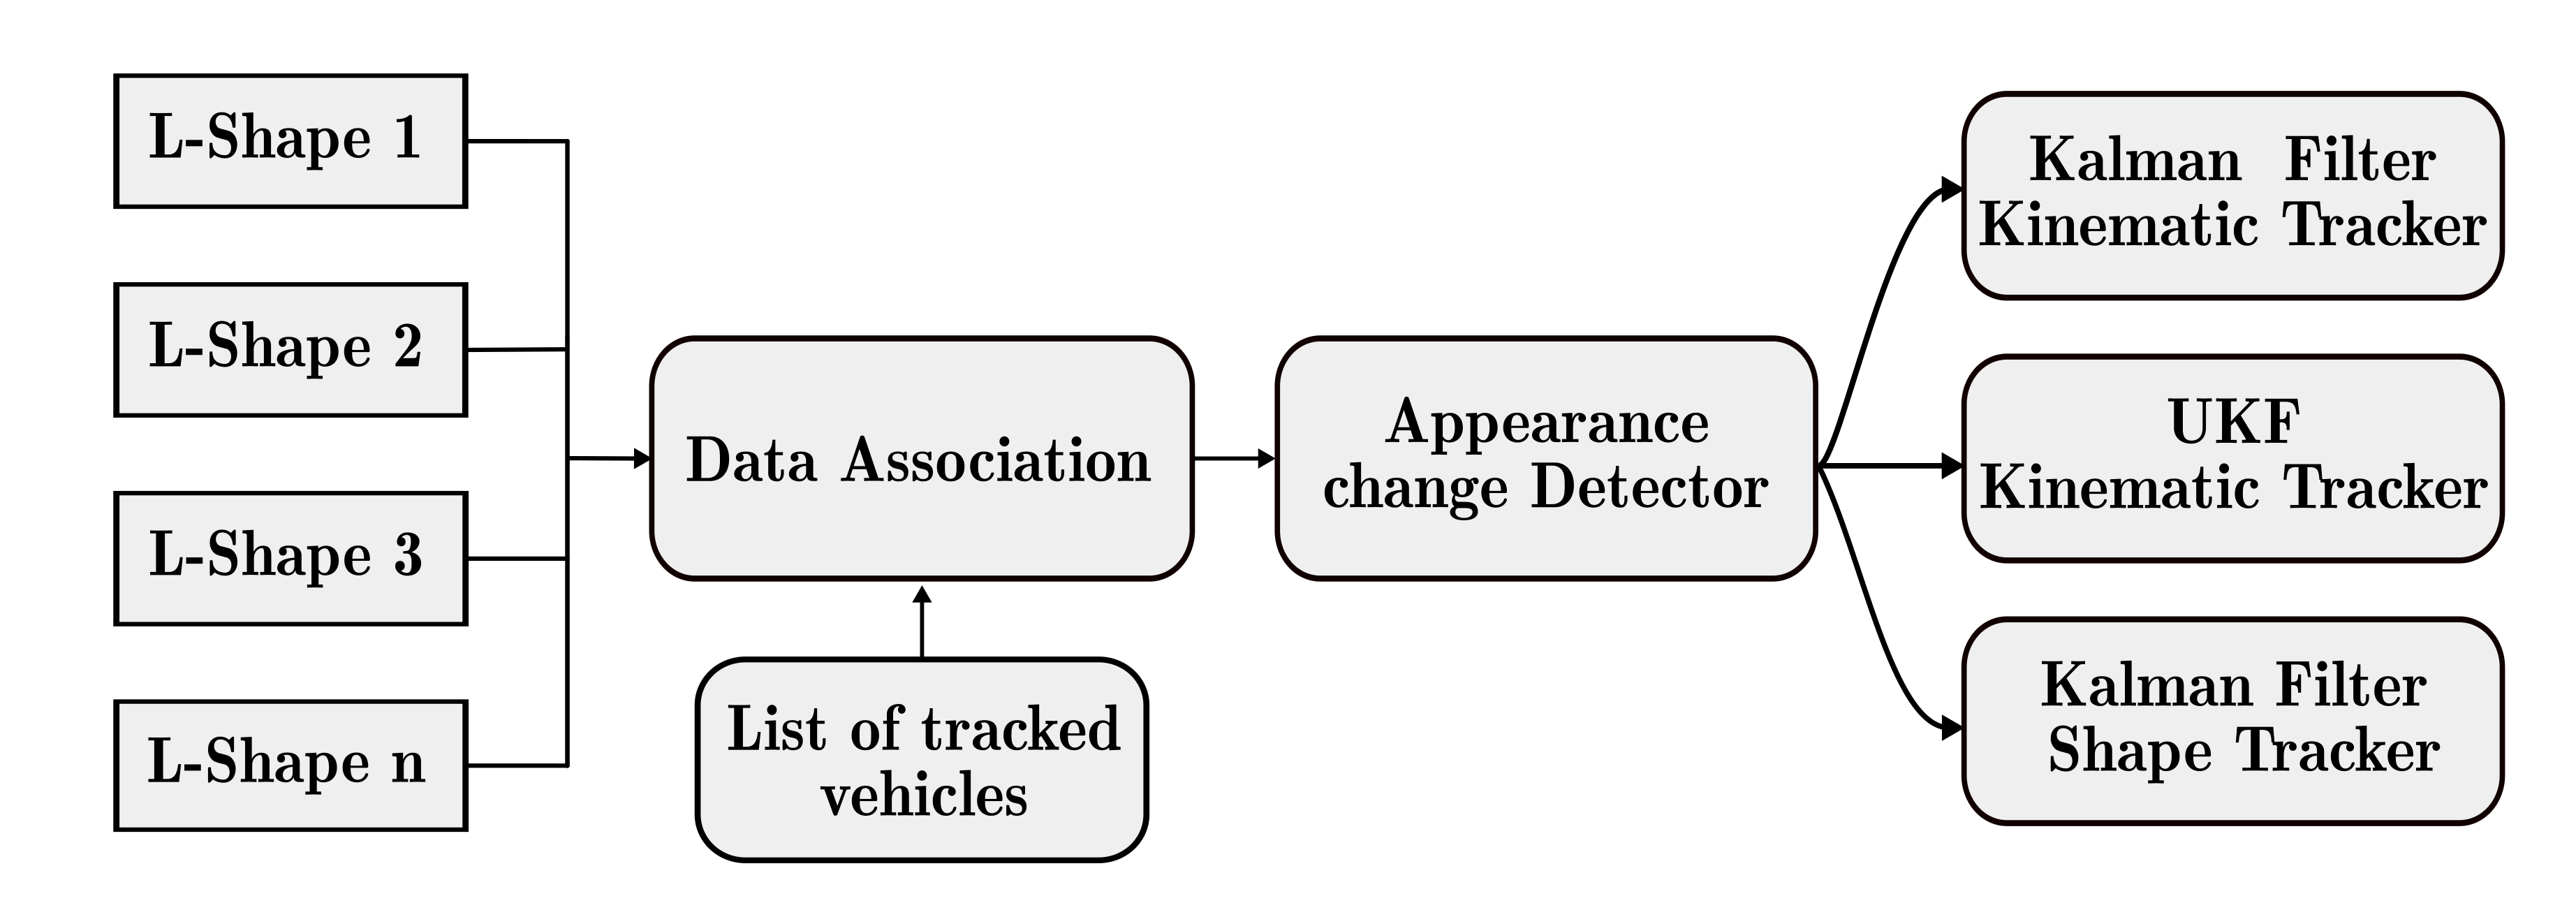 L-Shape 1
L-Shape 2
L-Shape 3
L-Shape n
Data Association
List of tracked
vehicles
Appearance
change Detector
Kalman Filter
Kinematic Tracker
UKF
Kinematic Tracker
Kalman Filter
Shape Tracker